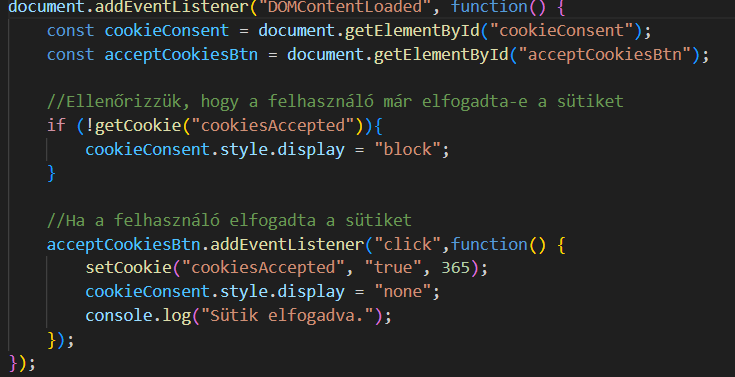 document.addEventListener("DOMContentLoaded", function() {
    const cookieConsent = document.getElementById("cookieConsent");
    const acceptCookiesBtn = document.getElementById("acceptCookiesBtn");

    //Ellenőrizzük, hogy a felhasználó már elfogadta-e a sütiket
    if (!getCookie("cookiesAccepted")){
        cookieConsent.style.display = "block";
    }

    //Ha a felhasználó elfogadta a sütiket
    acceptCookiesBtn.addEventListener("click",function() {
        setCookie("cookiesAccepted", "true", 365);
        cookieConsent.style.display = "none";
        console.log("Sütik elfogadva.");
    });
});